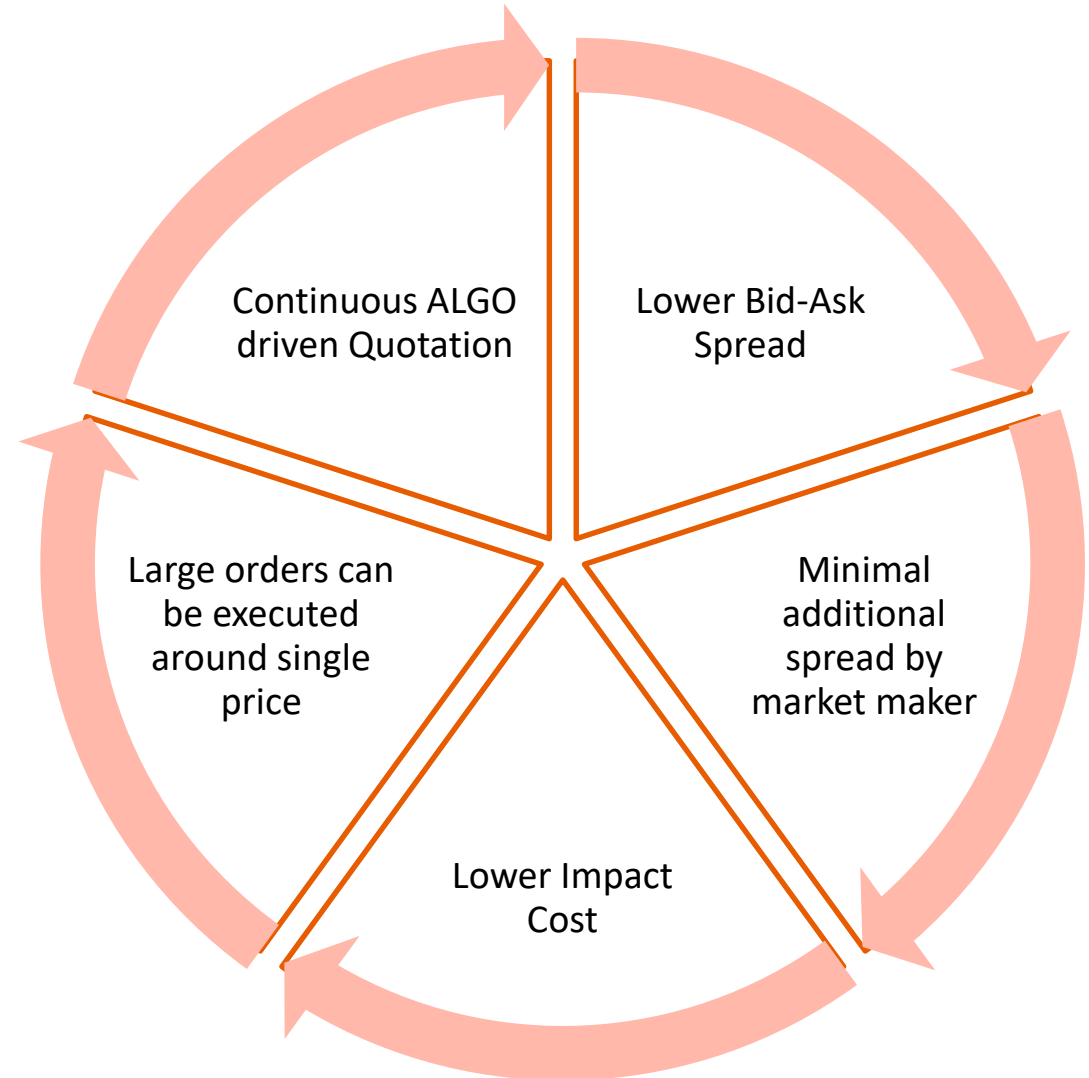 Continuous ALGO
driven Quotation
Lower Bid-Ask
Spread
Minimal
additional
spread by
market maker
Lower Impact
Cost
Large orders can
be executed
around single
price